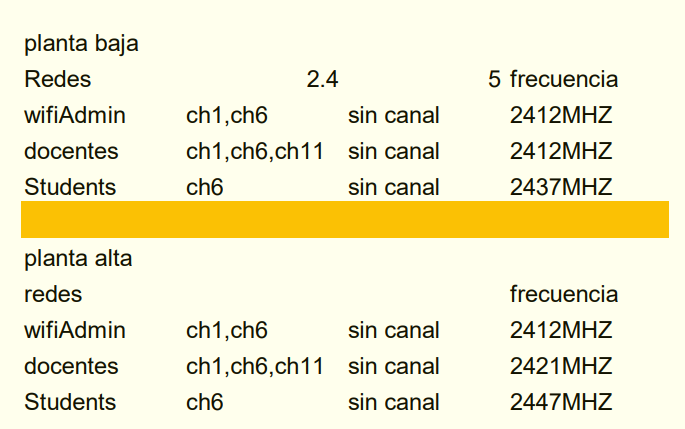 planta baja
Redes 2.4 5 frecuencia
wifiAdmin ch1,ch6 sin canal 2412MHZ
docentes ch1,ch6,ch11 sin canal 2412MHZ
Students ch6 sin canal 2437MHZ
planta alta
redes frecuencia
wifiAdmin ch1,ch6 sin canal 2412MHZ
docentes ch1,ch6,ch11 sin canal 2421MHZ
Students ch6 sin canal 2447MHZ